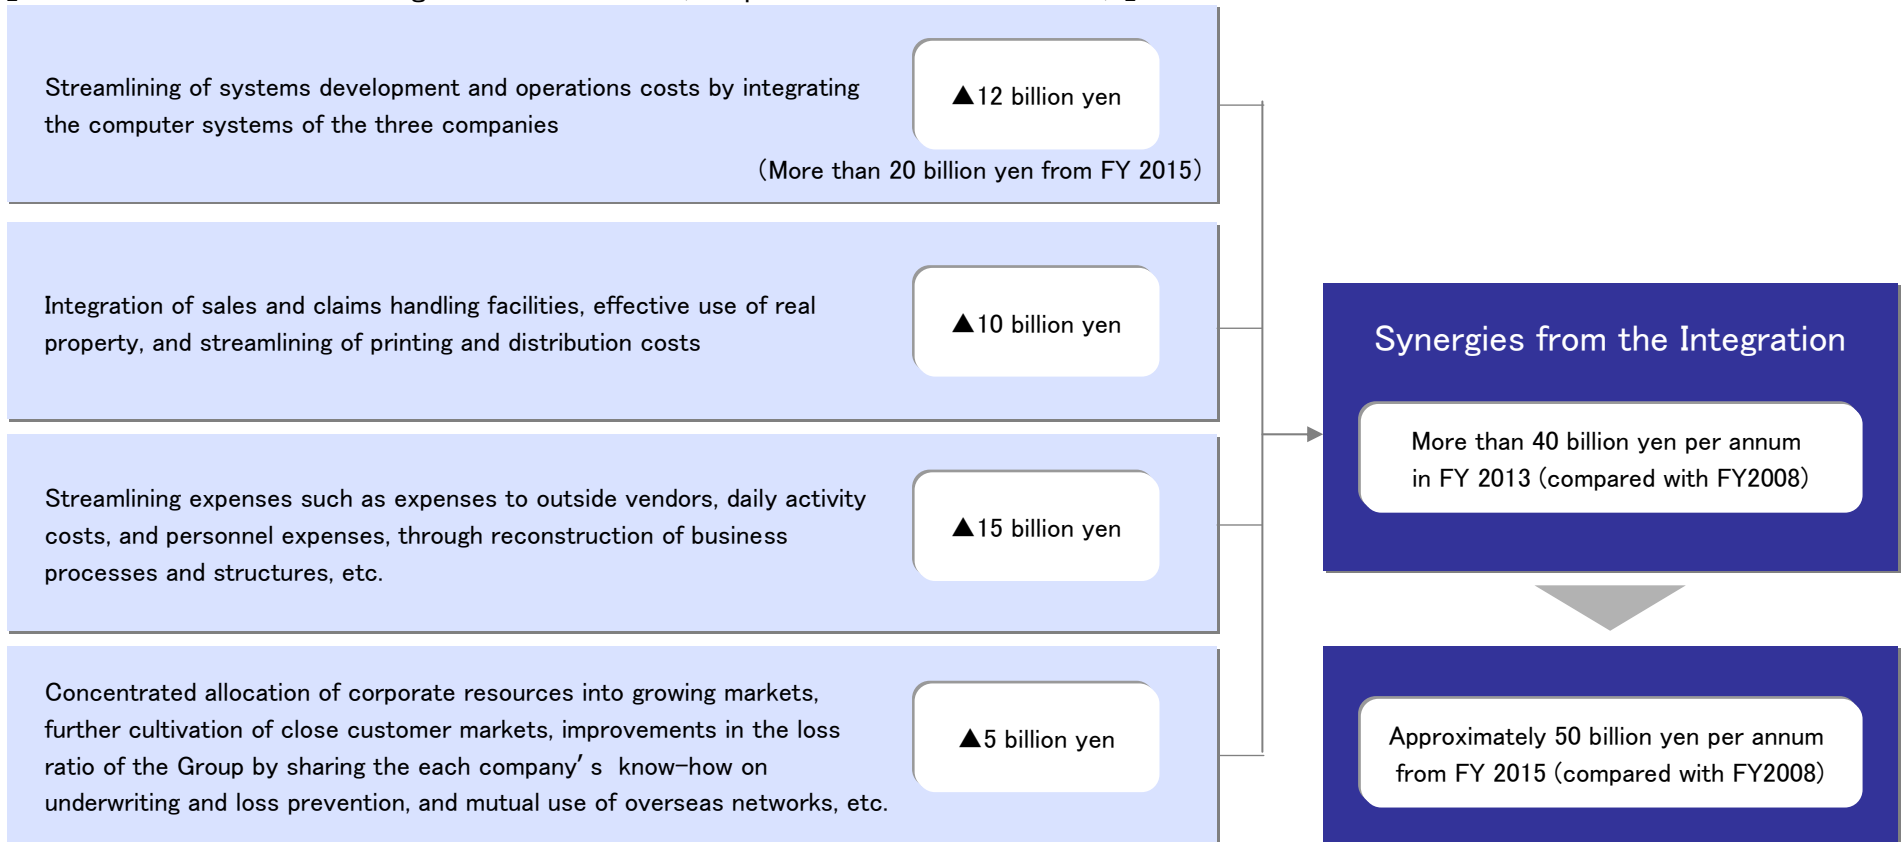 Streamlining of systems development and operations costs by integrating
the computer systems of the three companies
▲12 billion yen
(More than 20 billion yen from FY 2015)
Integration of sales and claims handling facilities, effective use of real
property, and streamlining of printing and distribution costs
▲10 billion yen
Streamlining expenses such as expenses to outside vendors, daily activity
costs, and personnel expenses, through reconstruction of business
processes and structures, etc.
▲15 billion yen
Concentrated allocation of corporate resources into growing markets,
further cultivation of close customer markets, improvements in the loss
ratio of the Group by sharing the each company's know-how on
underwriting and loss prevention, and mutual use of overseas networks, etc.
▲5 billion yen
Synergies from the Integration
More than 40 billion yen per annum
in FY 2013 (compared with FY2008)
Approximately 50 billion yen per annum
from FY 2015 (compared with FY2008)